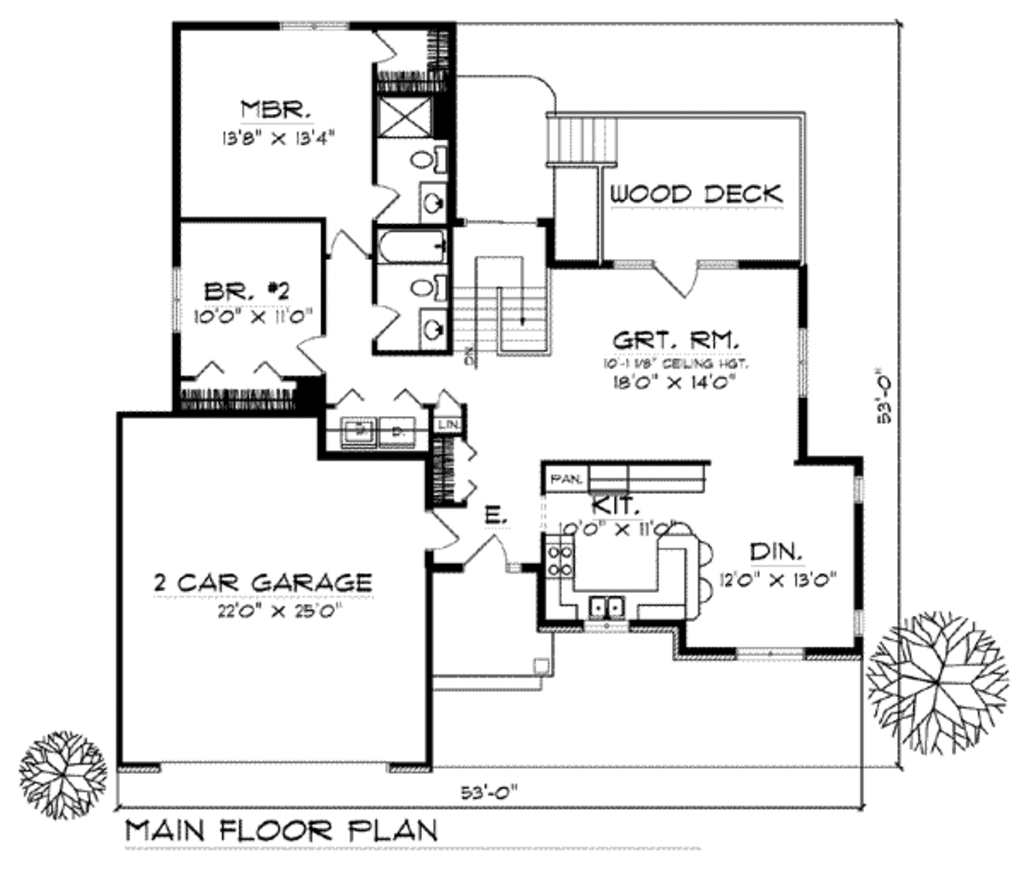 MBR.
13'8" X 13'4"
WOOD DECK
BR. #2
10'0" X 11'0"
GRT. RM.
10'-1 1/8" CEILING HGT.
18'0" X 14'0"
DN.
53'-0"
LIN.
D.
PAN.
KIT.
10'0" X 11'0"
E.
DIN.
12'0" X 13'0"
2 CAR GARAGE
22'0" X 25'0"
53'-0"
MAIN FLOOR PLAN